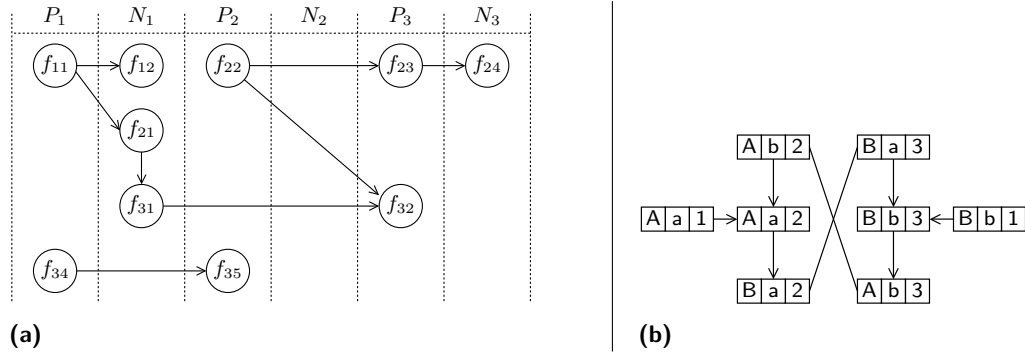 P₁ N₁ P₂ N₂ P₃ N₃
f₁₁ f₁₂ f₂₂ f₂₃ f₂₄
f₂₁
f₃₁ f₃₂
f₃₄ f₃₅
(a)
A b 2 B a 3
A a 1 A a 2 B b 3 B b 1
B a 2 A b 3
(b)